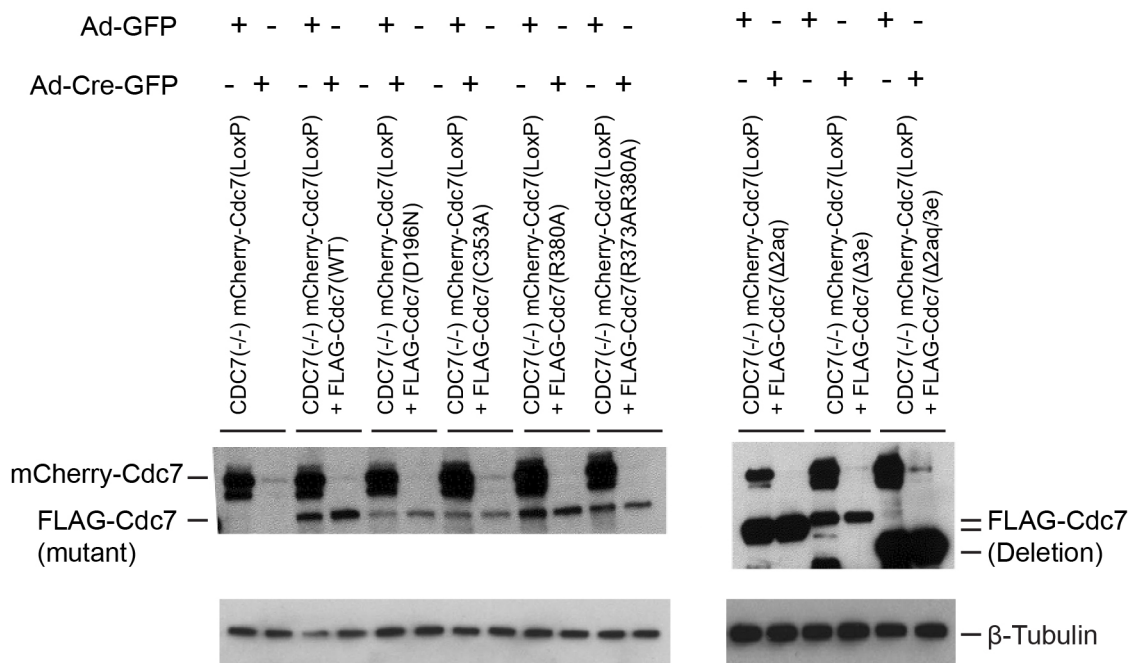 Ad-GFP + - + - + - + - + - + - + - + - + -
Ad-Cre-GFP - + - + - + - + - + - + - + - + - +
CDC7(-/-) mCherry-Cdc7(LoxP)
CDC7(-/-) mCherry-Cdc7(LoxP)
+ FLAG-Cdc7(WT)
CDC7(-/-) mCherry-Cdc7(LoxP)
+ FLAG-Cdc7(D196N)
CDC7(-/-) mCherry-Cdc7(LoxP)
+ FLAG-Cdc7(C353A)
CDC7(-/-) mCherry-Cdc7(LoxP)
+ FLAG-Cdc7(R380A)
CDC7(-/-) mCherry-Cdc7(LoxP)
+ FLAG-Cdc7(R373AR380A)
CDC7(-/-) mCherry-Cdc7(LoxP)
+ FLAG-Cdc7(Δ2aq)
CDC7(-/-) mCherry-Cdc7(LoxP)
+ FLAG-Cdc7(Δ3e)
CDC7(-/-) mCherry-Cdc7(LoxP)
+ FLAG-Cdc7(Δ2aq/3e)
mCherry-Cdc7
FLAG-Cdc7
(mutant)
FLAG-Cdc7
(Deletion)
β-Tubulin